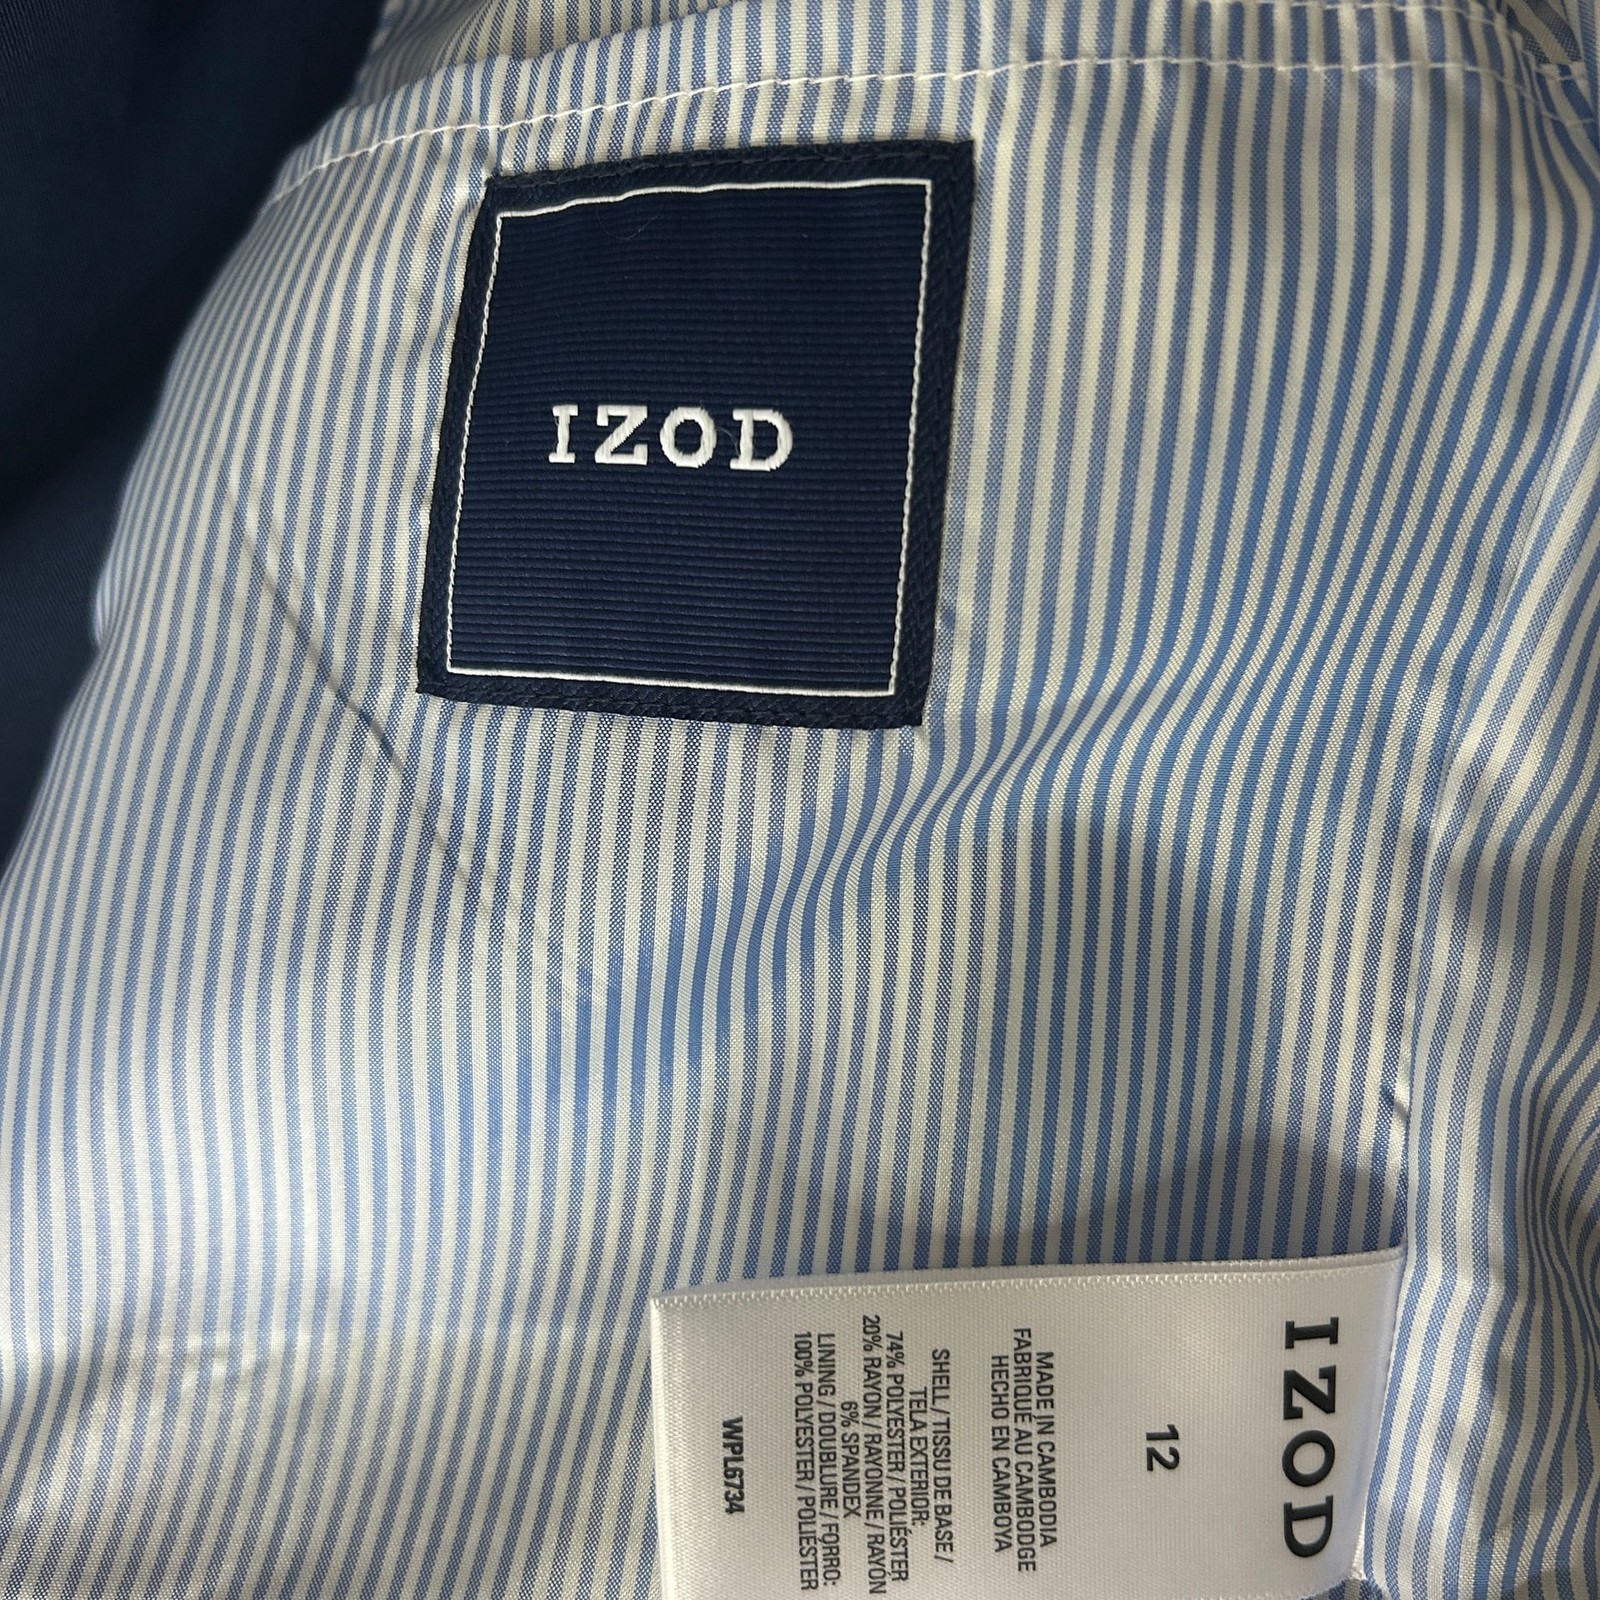 IZOD
IZOD
12
MADE IN CAMBODIA
FABRIQUÉ AU CAMBODGE
HECHO EN CAMBOYA
SHELL / TISSU DE BASE /
TELA EXTERIOR:
74% POLYESTER / POLIÉSTER
20% RAYON / RAYONNE / RAYÓN
6% SPANDEX
LINING / DOUBLURE / FORRO:
100% POLYESTER / POLIÉSTER
WPL6734